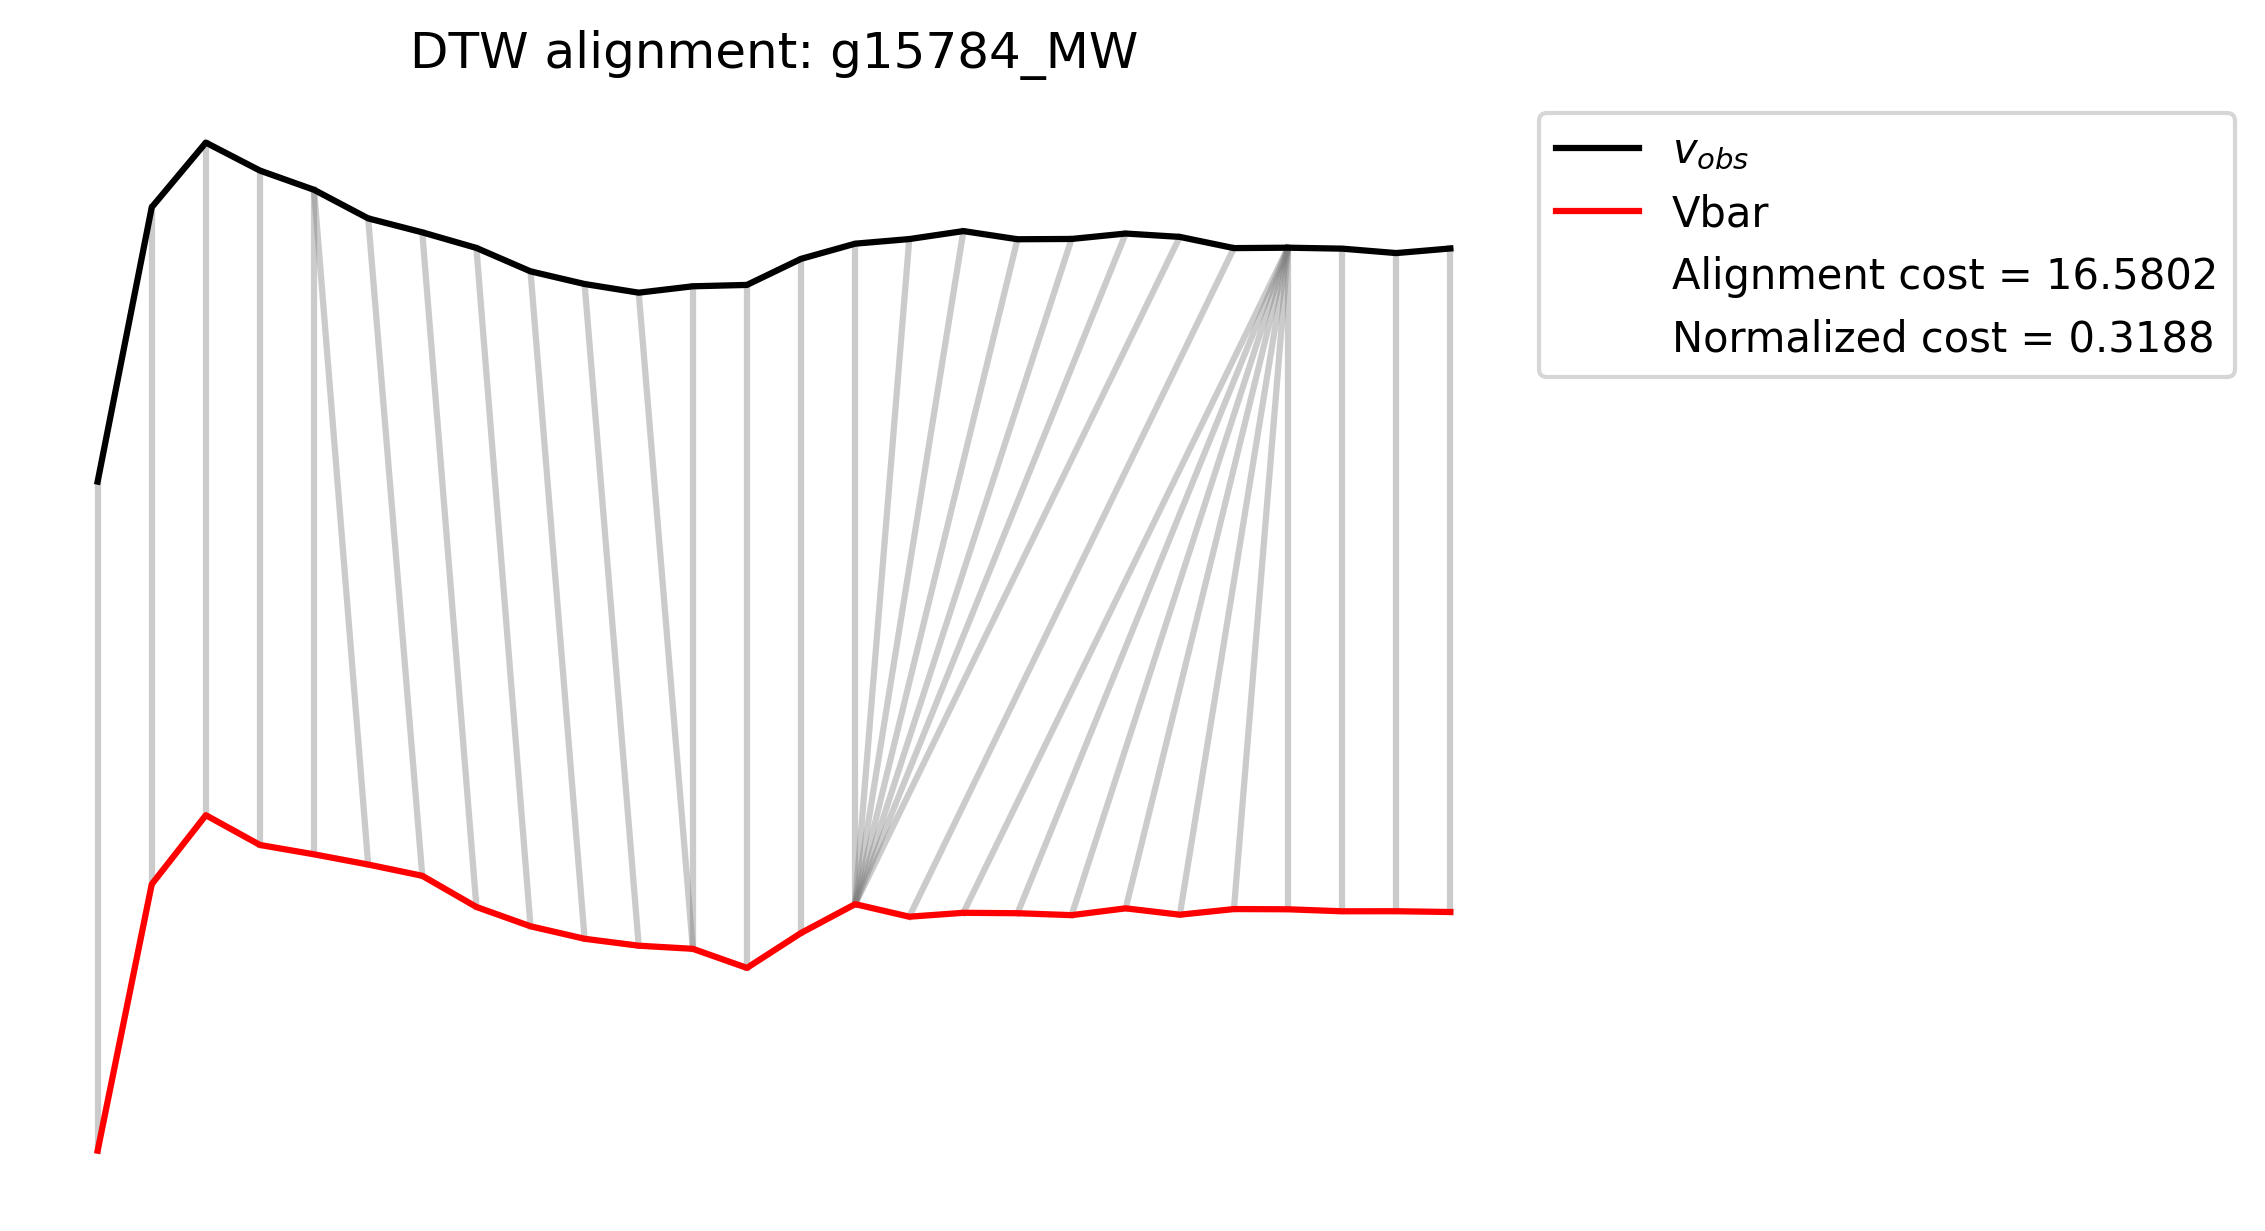 DTW alignment: g15784_MW
v_obs
Vbar
Alignment cost = 16.5802
Normalized cost = 0.3188